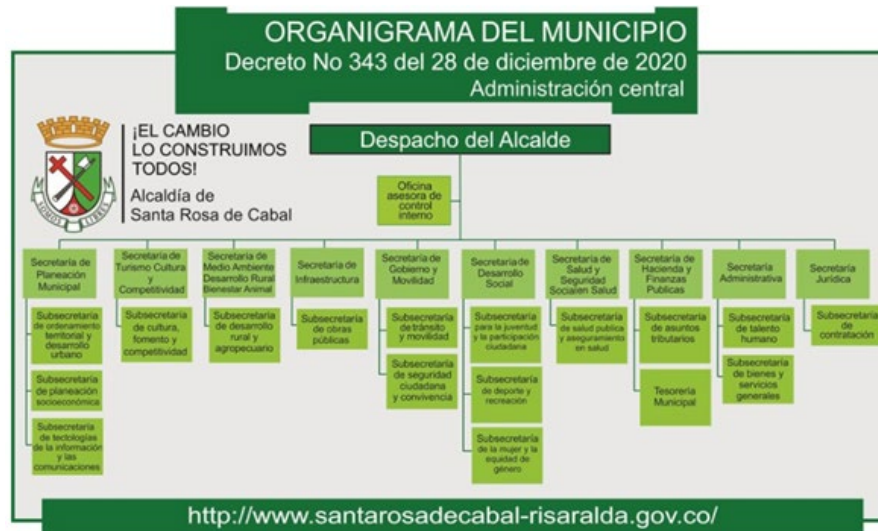 ORGANIGRAMA DEL MUNICIPIO
Decreto No 343 del 28 de diciembre de 2020
Administración central
¡EL CAMBIO
LO CONSTRUIMOS
TODOS!
Alcaldía de
Santa Rosa de Cabal
SOMOS LIBRES
Despacho del Alcalde
Oficina
asesora de
control
interno
Secretaría de
Planeación
Municipal
Subsecretaría
de ordenamiento
territorial y
desarrollo
urbano
Subsecretaría
de planeación
socioeconómica
Subsecretaría
de tectologías
de la información
y las
comunicaciones
Secretaría de
Turismo Cultura
y
Competitividad
Subsecretaría
de cultura,
fomento y
competitividad
Secretaría de
Medio Ambiente
Desarrollo Rural
Bienestar Animal
Subsecretaría
de desarrollo
rural y
agropecuario
Secretaría de
Infraestructura
Subsecretaría
de obras
públicas
Secretaría de
Gobierno y
Movilidad
Subsecretaría
de tránsito
y movilidad
Subsecretaría
de seguridad
ciudadana
y convivencia
Secretaría de
Desarrollo
Social
Subsecretaría
para la juventud
y la participación
ciudadana
Subsecretaría
de deporte y
recreación
Subsecretaría
de la mujer y la
equidad de
género
Secretaría
de Salud y
Seguridad
Social en Salud
Subsecretaría
de salud publica
y aseguramiento
en salud
Secretaría de
Hacienda y
Finanzas
Publicas
Subsecretaría
de asuntos
tributarios
Tesorería
Municipal
Secretaría
Administrativa
Subsecretaría
de talento
humano
Subsecretaría
de bienes y
servicios
generales
Secretaría
Jurídica
Subsecretaría
de
contratación
http://www.santarosadecabal-risaralda.gov.co/